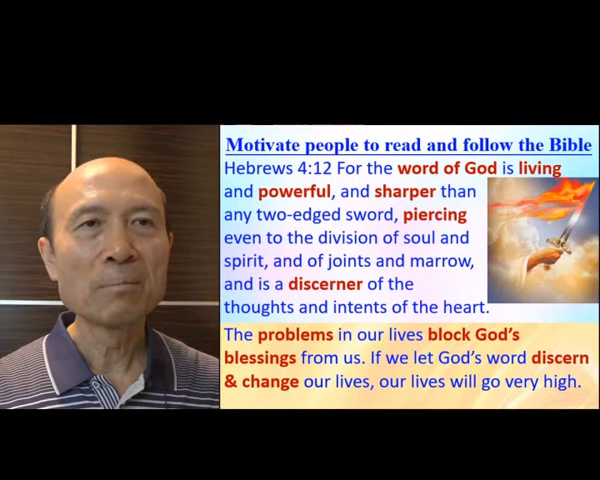 Motivate people to read and follow the Bible
Hebrews 4:12 For the word of God is living
and powerful, and sharper than
any two-edged sword, piercing
even to the division of soul and
spirit, and of joints and marrow,
and is a discerner of the
thoughts and intents of the heart.
The problems in our lives block God's
blessings from us. If we let God's word discern
& change our lives, our lives will go very high.